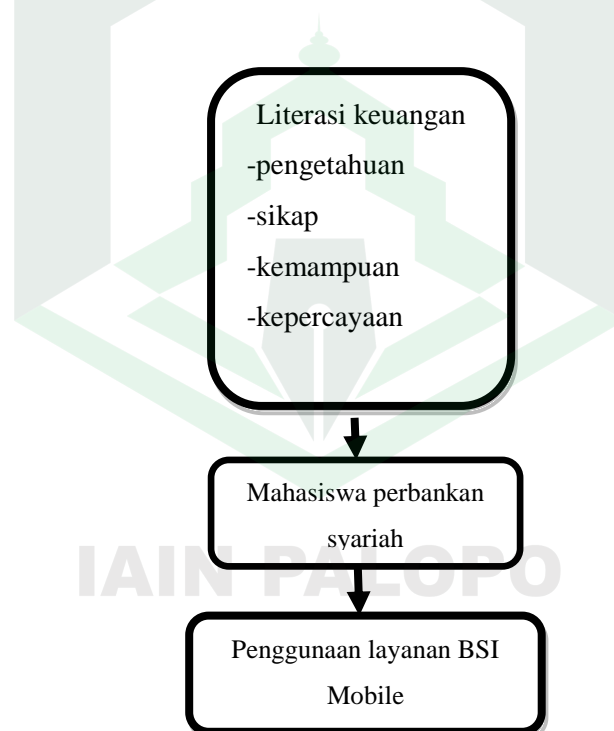 Literasi keuangan
-pengetahuan
-sikap
-kemampuan
-kepercayaan
Mahasiswa perbankan
syariah
IAIN PALOPO
Penggunaan layanan BSI
Mobile